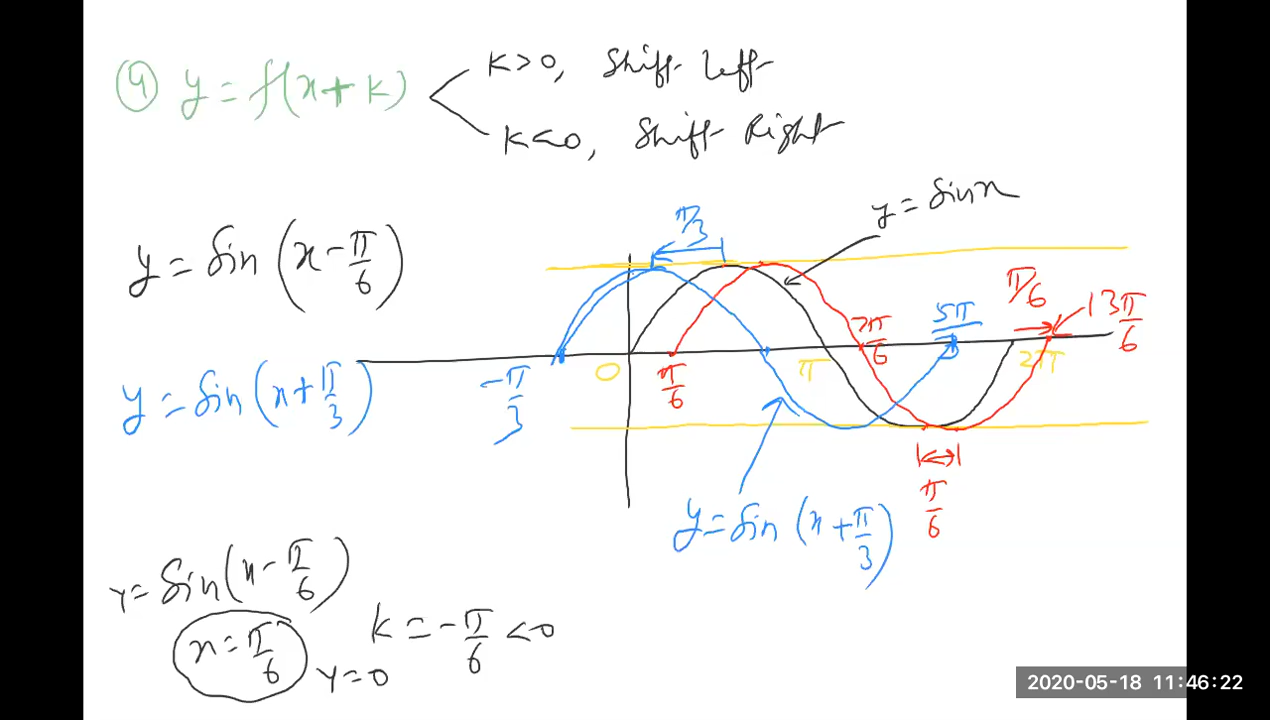 ④ y = f(x+k)
k>0, Shift Left
k<0, Shift Right
y = sin x
y = sin (x - π/6)
y = sin (x + π/3)
π/3
π/6
13π/6
7π/6
5π
-π/3
0
π/6
π
2π
π/6
y = sin (x + π/3)
y = sin (x - π/6)
x = π/6
y = 0
k = -π/6 < 0
2020-05-18 11:46:22